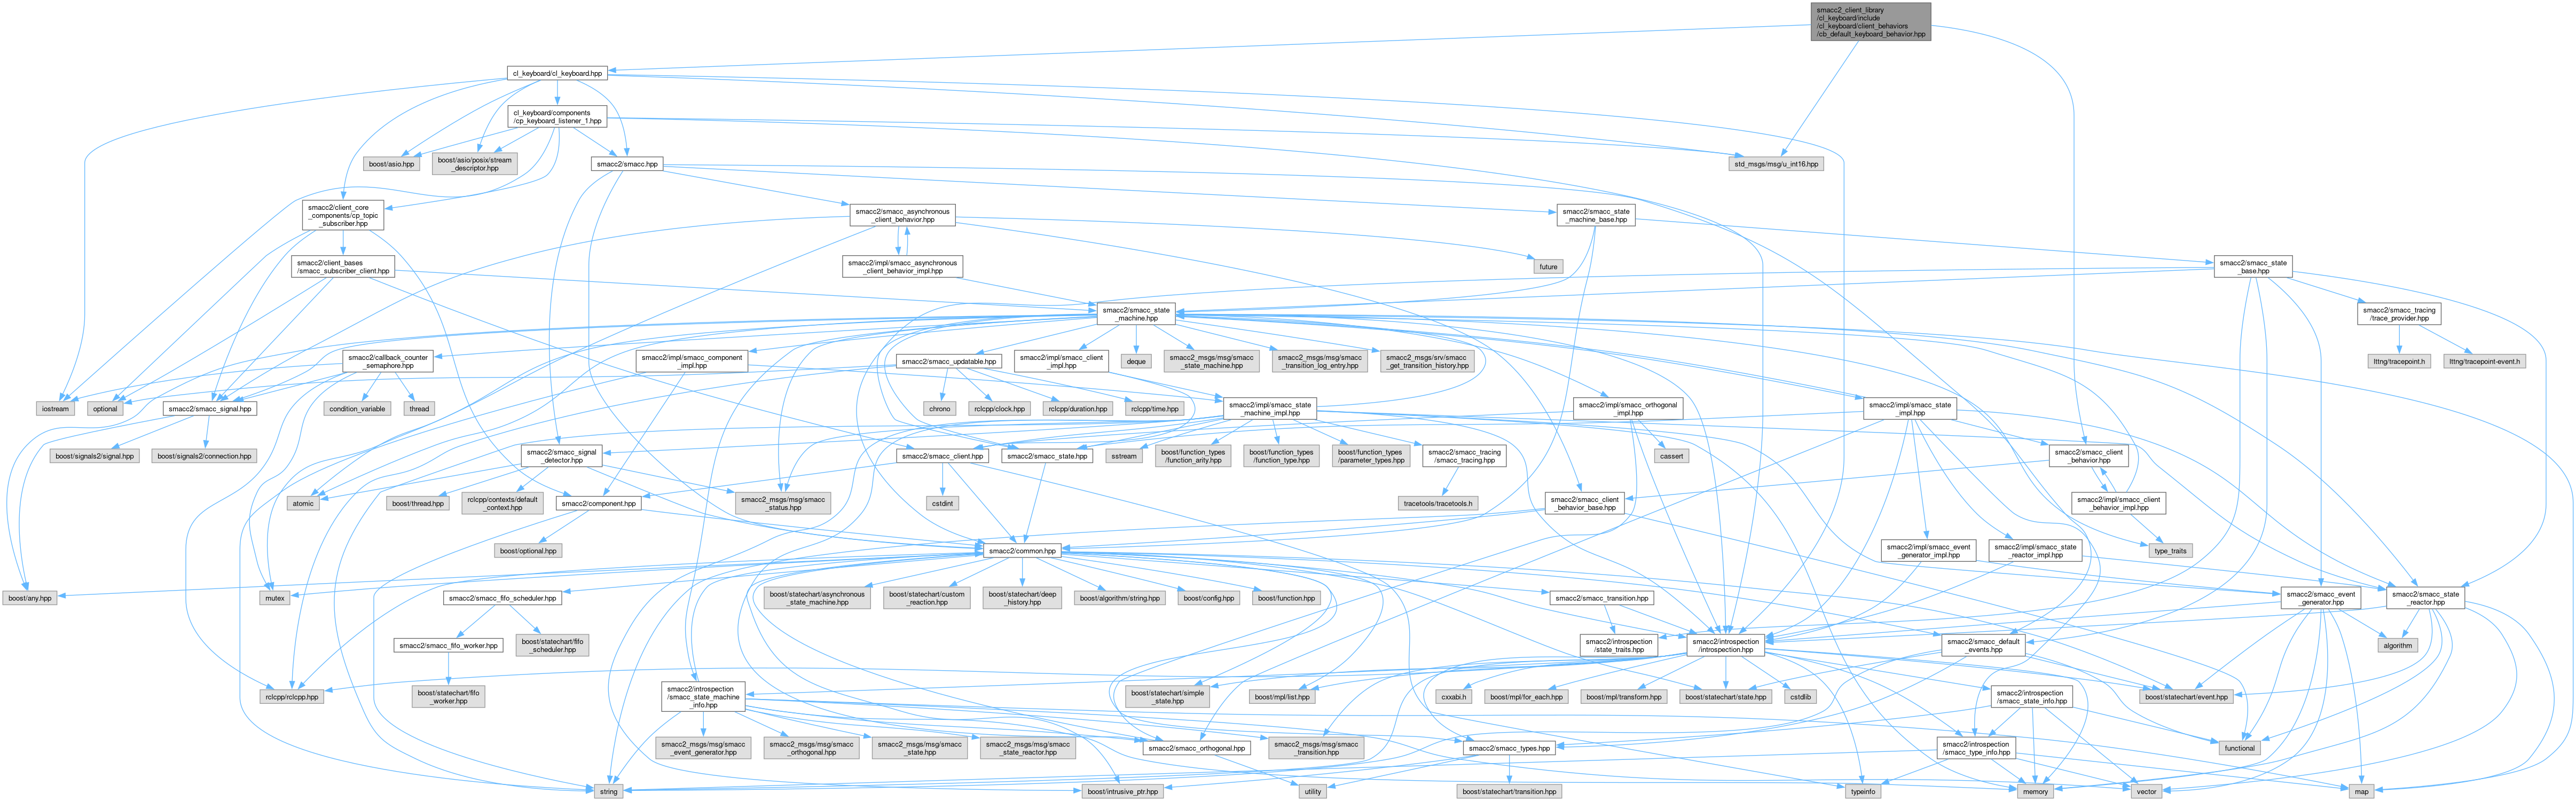 smacc2_client_library
/cl_keyboard/include
/cl_keyboard/client_behaviors
/cb_default_keyboard_behavior.hpp
cl_keyboard/cl_keyboard.hpp
cl_keyboard/components
/cp_keyboard_listener_1.hpp
boost/asio.hpp
boost/asio/posix/stream
_descriptor.hpp
smacc2/smacc.hpp
std_msgs/msg/u_int16.hpp
smacc2/client_core
_components/cp_topic
_subscriber.hpp
smacc2/smacc_asynchronous
_client_behavior.hpp
smacc2/smacc_state
_machine_base.hpp
smacc2/client_bases
/smacc_subscriber_client.hpp
smacc2/impl/smacc_asynchronous
_client_behavior_impl.hpp
future
smacc2/smacc_state
_base.hpp
smacc2/smacc_state
_machine.hpp
smacc2/smacc_tracing
/trace_provider.hpp
smacc2/callback_counter
_semaphore.hpp
smacc2/impl/smacc_component
_impl.hpp
smacc2/smacc_updatable.hpp
smacc2/impl/smacc_client
_impl.hpp
deque
smacc2_msgs/msg/smacc
_state_machine.hpp
smacc2_msgs/msg/smacc
_transition_log_entry.hpp
smacc2_msgs/srv/smacc
_get_transition_history.hpp
lttng/tracepoint.h
lttng/tracepoint-event.h
iostream
optional
smacc2/smacc_signal.hpp
condition_variable
thread
chrono
rclcpp/clock.hpp
rclcpp/duration.hpp
rclcpp/time.hpp
smacc2/impl/smacc_state
_machine_impl.hpp
smacc2/impl/smacc_orthogonal
_impl.hpp
smacc2/impl/smacc_state
_impl.hpp
boost/signals2/signal.hpp
boost/signals2/connection.hpp
smacc2/smacc_signal
_detector.hpp
smacc2/smacc_client.hpp
smacc2/smacc_state.hpp
sstream
boost/function_types
/function_arity.hpp
boost/function_types
/function_type.hpp
boost/function_types
/parameter_types.hpp
smacc2/smacc_tracing
/smacc_tracing.hpp
cassert
smacc2/smacc_client
_behavior.hpp
atomic
boost/thread.hpp
rclcpp/contexts/default
_context.hpp
smacc2/component.hpp
smacc2_msgs/msg/smacc
_status.hpp
cstdint
tracetools/tracetools.h
smacc2/smacc_client
_behavior_base.hpp
smacc2/impl/smacc_client
_behavior_impl.hpp
boost/optional.hpp
smacc2/common.hpp
smacc2/impl/smacc_event
_generator_impl.hpp
smacc2/impl/smacc_state
_reactor_impl.hpp
type_traits
boost/any.hpp
mutex
smacc2/smacc_fifo_scheduler.hpp
boost/statechart/asynchronous
_state_machine.hpp
boost/statechart/custom
_reaction.hpp
boost/statechart/deep
_history.hpp
boost/algorithm/string.hpp
boost/config.hpp
boost/function.hpp
smacc2/smacc_transition.hpp
smacc2/smacc_event
_generator.hpp
smacc2/smacc_state
_reactor.hpp
smacc2/smacc_fifo_worker.hpp
boost/statechart/fifo
_scheduler.hpp
smacc2/introspection
/state_traits.hpp
smacc2/introspection
/introspection.hpp
smacc2/smacc_default
_events.hpp
algorithm
rclcpp/rclcpp.hpp
boost/statechart/fifo
_worker.hpp
smacc2/introspection
/smacc_state_machine
_info.hpp
boost/statechart/simple
_state.hpp
boost/mpl/list.hpp
cxxabi.h
boost/mpl/for_each.hpp
boost/mpl/transform.hpp
boost/statechart/state.hpp
cstdlib
smacc2/introspection
/smacc_state_info.hpp
boost/statechart/event.hpp
smacc2_msgs/msg/smacc
_event_generator.hpp
smacc2_msgs/msg/smacc
_orthogonal.hpp
smacc2_msgs/msg/smacc
_state.hpp
smacc2_msgs/msg/smacc
_state_reactor.hpp
smacc2/smacc_orthogonal.hpp
smacc2_msgs/msg/smacc
_transition.hpp
smacc2/smacc_types.hpp
smacc2/introspection
/smacc_type_info.hpp
functional
string
boost/intrusive_ptr.hpp
utility
boost/statechart/transition.hpp
typeinfo
memory
vector
map